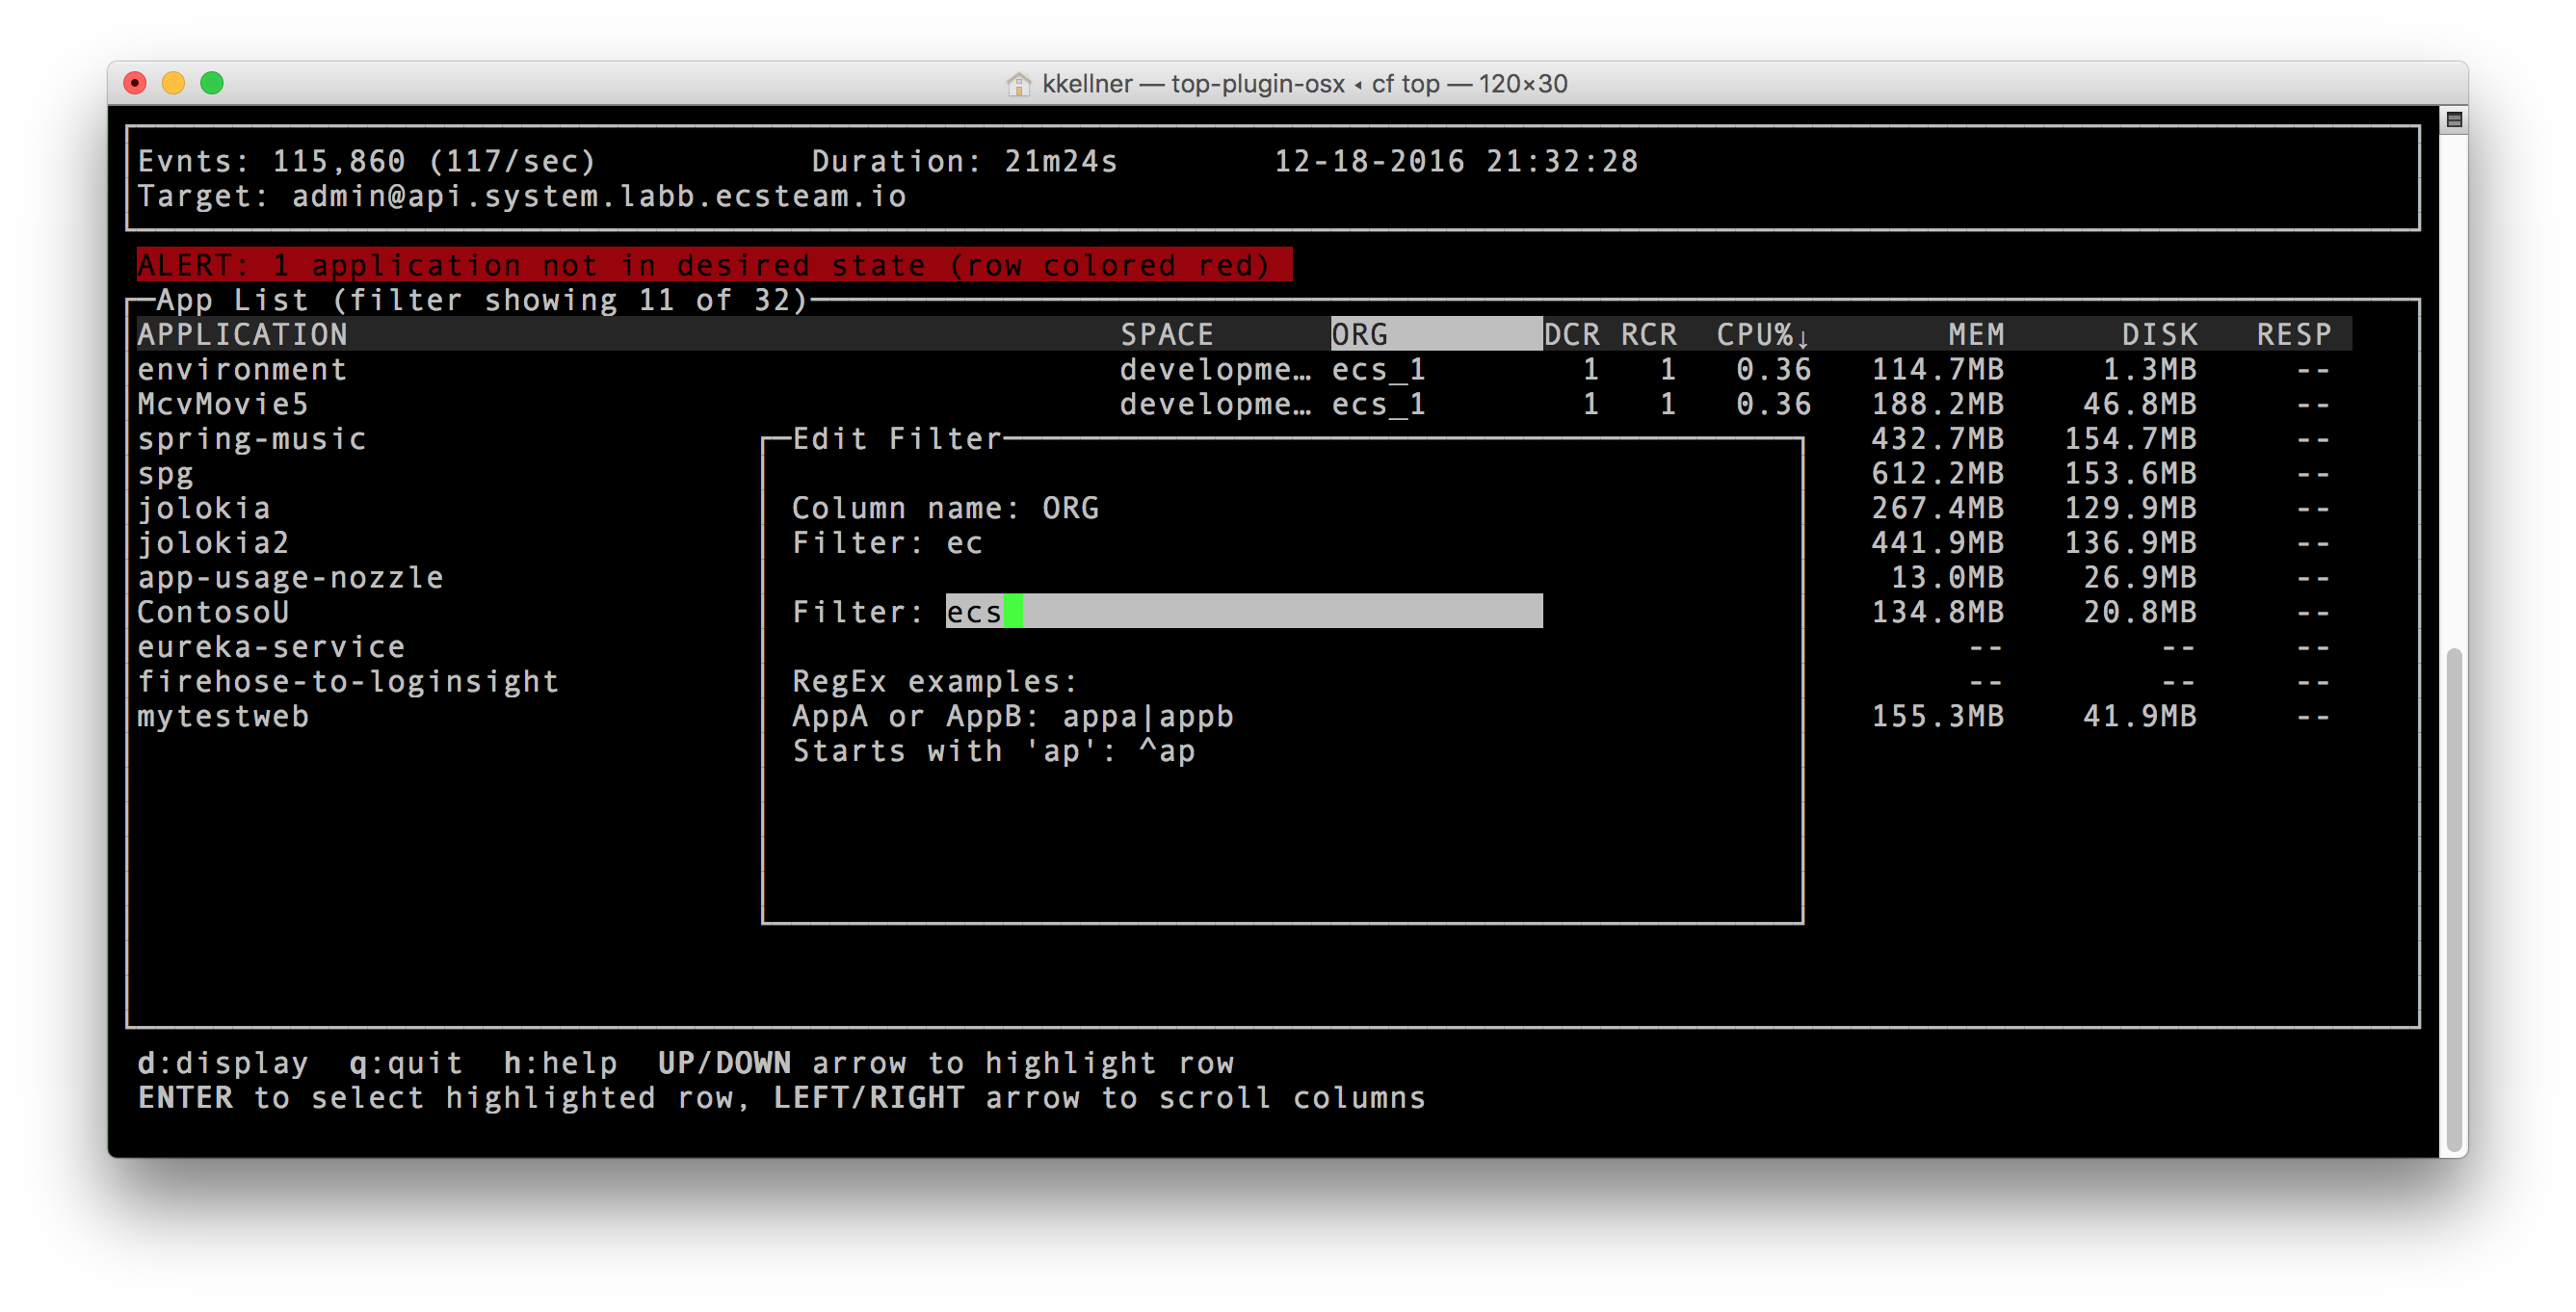 kkellner — top-plugin-osx ◂ cf top — 120×30
Evnts: 115,860 (117/sec) Duration: 21m24s 12-18-2016 21:32:28
Target: admin@api.system.labb.ecsteam.io
ALERT: 1 application not in desired state (row colored red)
App List (filter showing 11 of 32)
APPLICATION SPACE ORG DCR RCR CPU%↓ MEM DISK RESP
environment developme… ecs_1 1 1 0.36 114.7MB 1.3MB --
McvMovie5 developme… ecs_1 1 1 0.36 188.2MB 46.8MB --
spring-music Edit Filter 432.7MB 154.7MB --
spg 612.2MB 153.6MB --
jolokia Column name: ORG 267.4MB 129.9MB --
jolokia2 Filter: ec 441.9MB 136.9MB --
app-usage-nozzle 13.0MB 26.9MB --
ContosoU Filter: ecs 134.8MB 20.8MB --
eureka-service -- -- --
firehose-to-loginsight RegEx examples: -- -- --
mytestweb AppA or AppB: appa|appb 155.3MB 41.9MB --
Starts with 'ap': ^ap
d:display q:quit h:help UP/DOWN arrow to highlight row
ENTER to select highlighted row, LEFT/RIGHT arrow to scroll columns